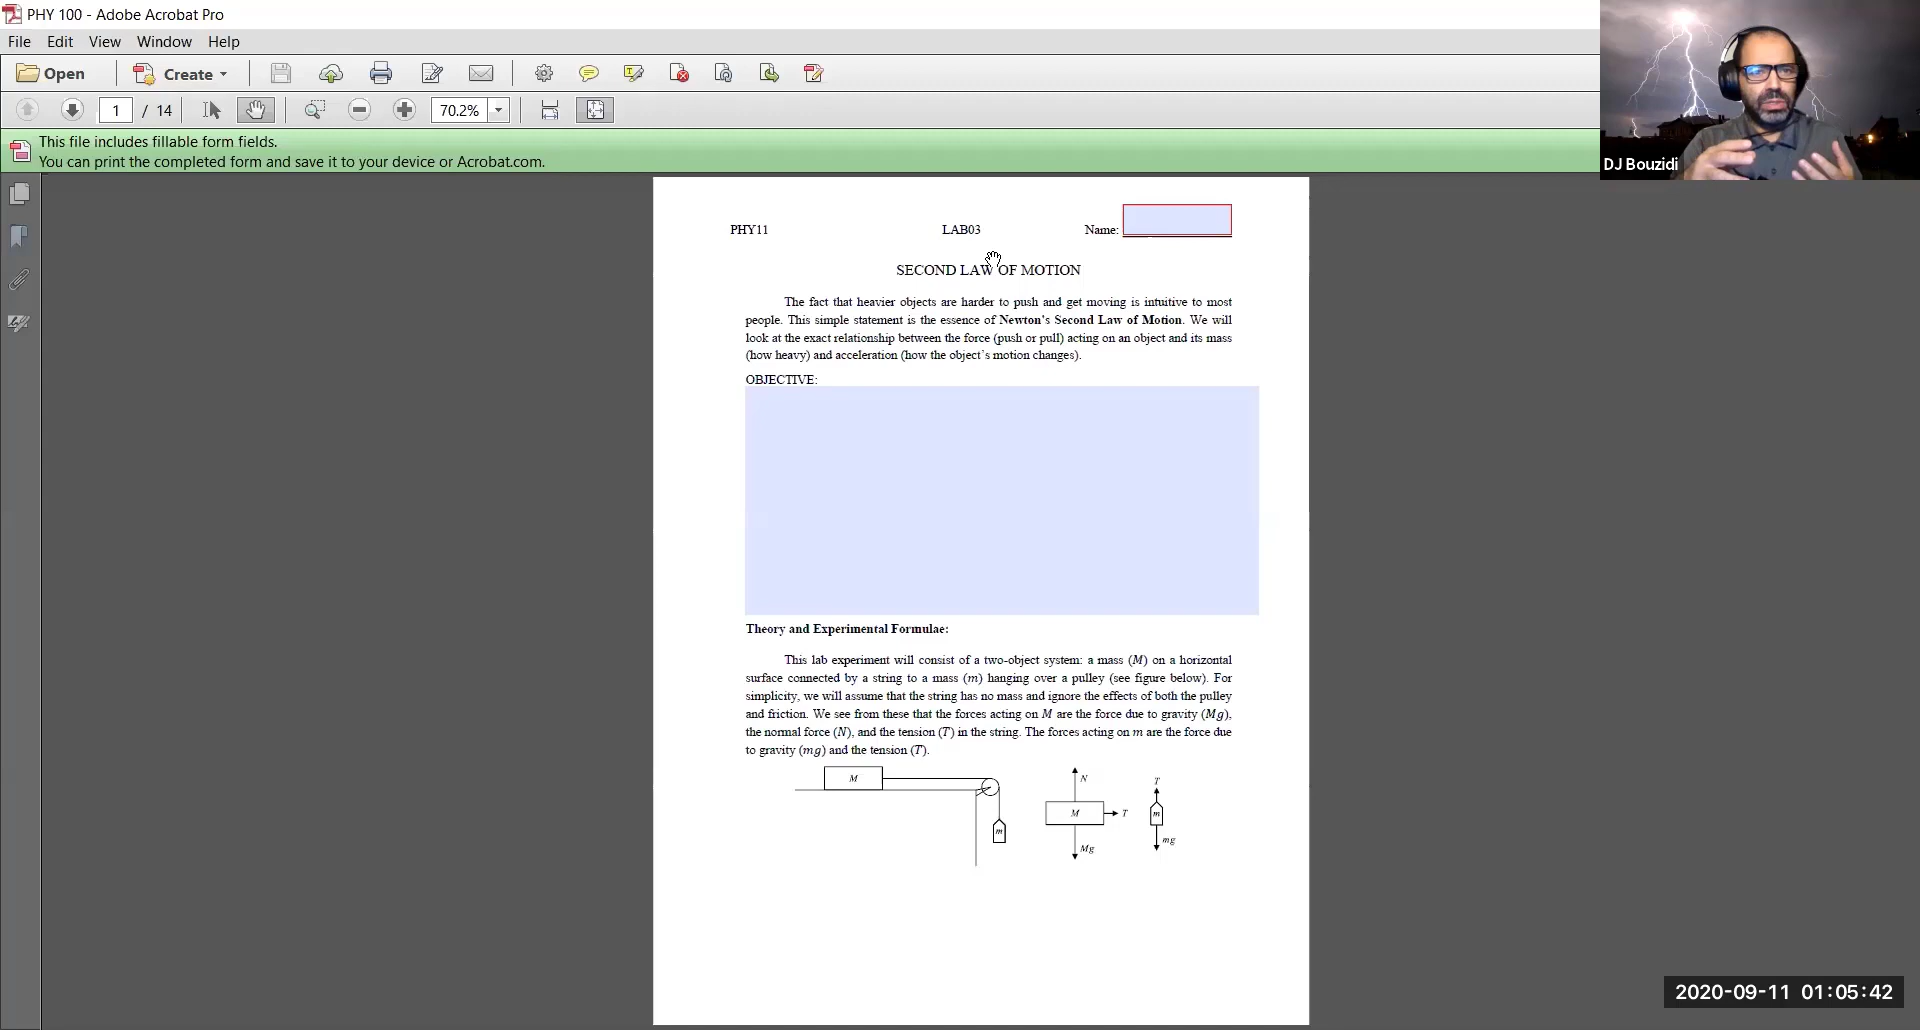 PHY 100 - Adobe Acrobat Pro
File Edit View Window Help
Open Create
1 / 14 70.2%
This file includes fillable form fields.
You can print the completed form and save it to your device or Acrobat.com.
DJ Bouzidi
PHY11 LAB03 Name:
SECOND LAW OF MOTION
The fact that heavier objects are harder to push and get moving is intuitive to most
people. This simple statement is the essence of Newton's Second Law of Motion. We will
look at the exact relationship between the force (push or pull) acting on an object and its mass
(how heavy) and acceleration (how the object's motion changes).
OBJECTIVE:
Theory and Experimental Formulae:
This lab experiment will consist of a two-object system: a mass (M) on a horizontal
surface connected by a string to a mass (m) hanging over a pulley (see figure below). For
simplicity, we will assume that the string has no mass and ignore the effects of both the pulley
and friction. We see from these that the forces acting on M are the force due to gravity (Mg),
the normal force (N), and the tension (T) in the string. The forces acting on m are the force due
to gravity (mg) and the tension (T).
M
m
N
M
T
Mg
T
m
mg
2020-09-11 01:05:42